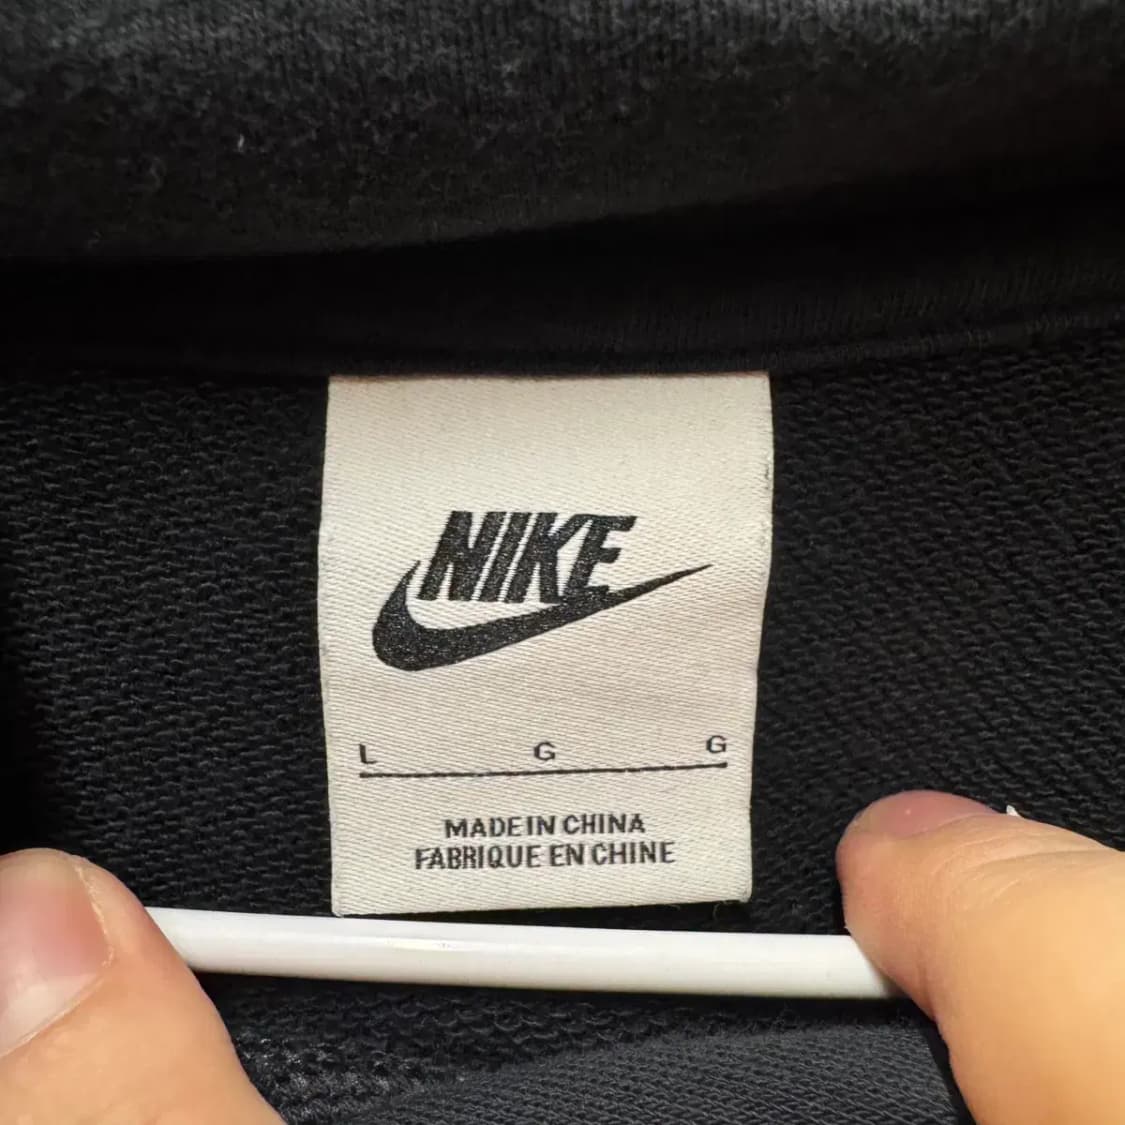 NIKE
L G G
MADE IN CHINA
FABRIQUE EN CHINE